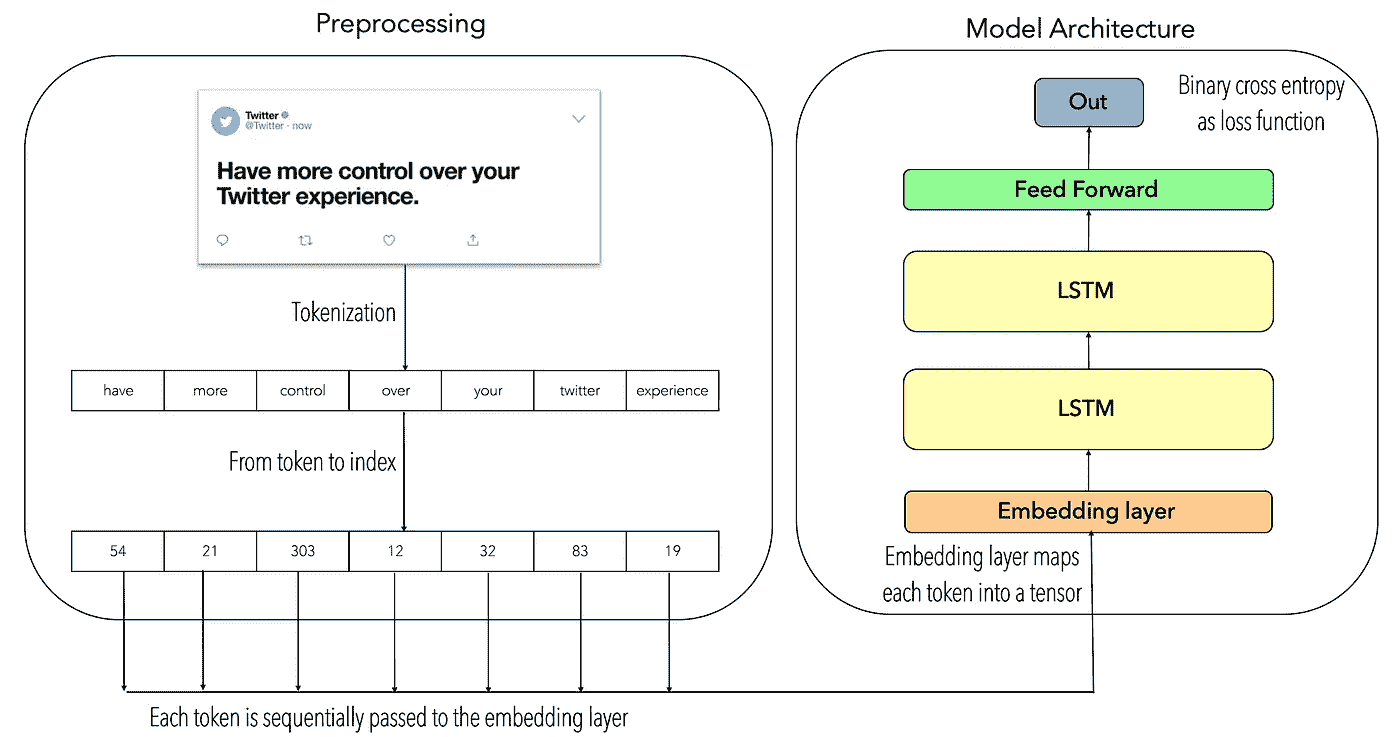 Preprocessing
Twitter
@Twitter · now
Have more control over your
Twitter experience.
Tokenization
have more control over your twitter experience
From token to index
54 21 303 12 32 83 19
Each token is sequentially passed to the embedding layer
Model Architecture
Out
Binary cross entropy
as loss function
Feed Forward
LSTM
LSTM
Embedding layer
Embedding layer maps
each token into a tensor